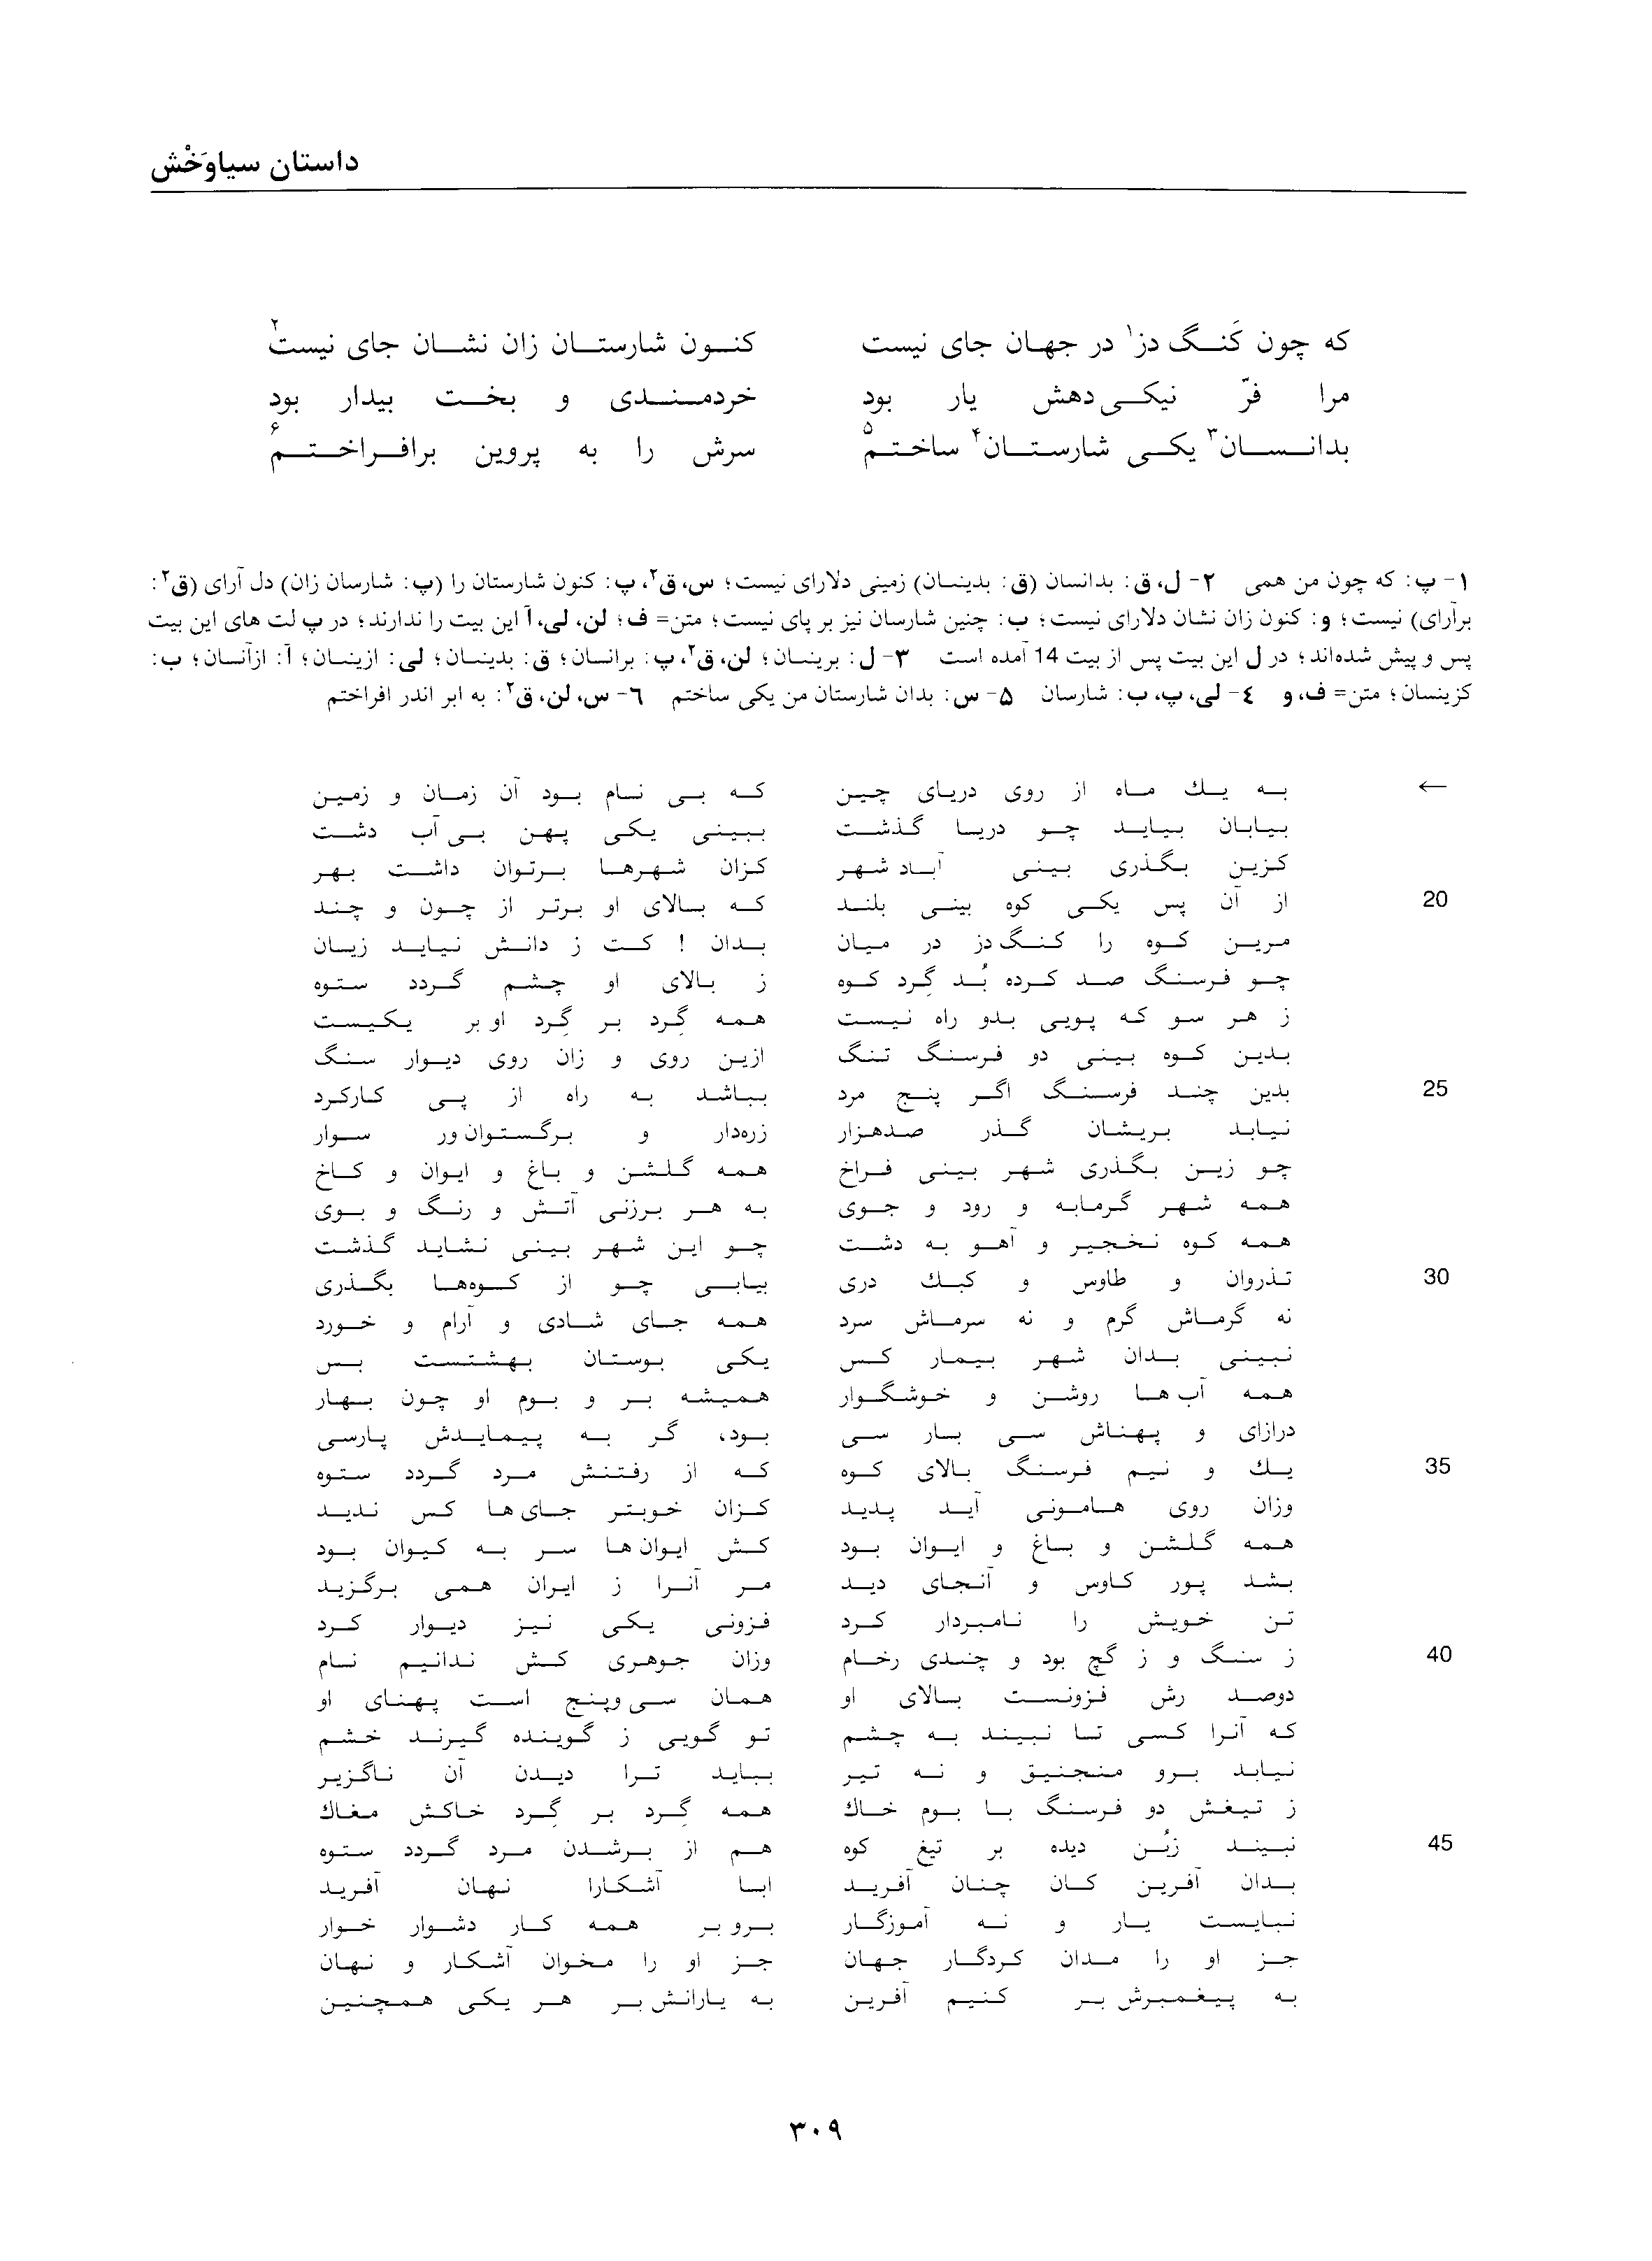 داستان سیاوَخْش
که چون کَنگ دز¹ در جهان جای نیست کنون شارستان زان نشان جای نیست²
مرا فرّ نیکی‌دهش یار بود خردمندی و بخت بیدار بود
بدانسان³ یکی شارستان⁴ ساختم⁵ سرش را به پروین برافراختم⁶
۱- پ: که چون من همی ۲- ل، ق: بدانسان (ق: بدینسان) زمینی دلارای نیست؛ س، ق²، پ: کنون شارستان را (پ: شارسان زان) دل آرای (ق²:
برآرای) نیست؛ و: کنون زان نشان دلارای نیست؛ ب: چنین شارسان نیز بر پای نیست؛ متن= ف؛ لن، لی، آ این بیت را ندارند؛ در پ لت های این بیت
پس و پیش شده‌اند؛ در ل این بیت پس از بیت 14 آمده است ۳- ل: برینسان؛ لن، ق²، پ: برانسان؛ ق: بدینسان؛ لی: ازینسان؛ آ: ازآنسان؛ ب:
کزینسان؛ متن= ف، و ٤- لی، پ، ب: شارسان ۵- س: بدان شارستان من یکی ساختم ٦- س، لن، ق²: به ابر اندر افراختم
← به یك ماه از روی دریای چین که بی نام بود آن زمان و زمین
بیابان بیاید چو دریا گذشت ببینی یکی پهن بی‌آب دشت
کزین بگذری بینی آباد شهر کزان شهرها برتوان داشت بهر
20 از آن پس یکی کوه بینی بلند که بالای او برتر از چون و چند
مرین کوه را کنگ‌دز در میان بدان ! کت ز دانش نیاید زیان
چو فرسنگ صد کرده بُد گِرد کوه ز بالای او چشم گردد ستوه
ز هر سو که پویی بدو راه نیست همه گِرد بر گِرد او بر یکیست
بدین کوه بینی دو فرسنگ تنگ ازین روی و زان روی دیوار سنگ
25 بدین چند فرسنگ اگر پنج مرد بباشد به راه از پی کارکرد
نیابد بریشان گذر صدهزار زره‌دار و برگستوان‌ور سوار
چو زین بگذری شهر بینی فراخ همه گلشن و باغ و ایوان و کاخ
همه شهر گرمابه و رود و جوی به هر برزنی آتش و رنگ و بوی
همه کوه نخجیر و آهو به دشت چو این شهر بینی نشاید گذشت
30 تذروان و طاوس و کبك دری بیابی چو از کوه‌ها بگذری
نه گرماش گرم و نه سرماش سرد همه جای شادی و آرام و خورد
نبینی بدان شهر بیمار کس یکی بوستان بهشتست بس
همه آب‌ها روشن و خوشگوار همیشه بر و بوم او چون بهار
درازای و پهناش سی بار سی بود، گر به پیمایدش پارسی
35 یك و نیم فرسنگ بالای کوه که از رفتنش مرد گردد ستوه
وزان روی هامونی آید پدید کزان خوبتر جای‌ها کس ندید
همه گلشن و باغ و ایوان بود کش ایوان‌ها سر به کیوان بود
بشد پور کاوس و آنجای دید مر آنرا ز ایران همی برگزید
تن خویش را نامبردار کرد فزونی یکی نیز دیوار کرد
40 ز سنگ و ز گچ بود و چندی رخام وزان جوهری کش ندانیم نام
دوصد رش فزونست بالای او همان سی‌وپنج است پهنای او
که آنرا کسی تا نبیند به چشم تو گویی ز گوینده گیرند خشم
نیابد برو منجنیق و نه تیر بباید ترا دیدن آن ناگزیر
ز تیغش دو فرسنگ با بوم خاك همه گِرد بر گِرد خاکش مغاك
45 نبیند زبُن دیده بر تیغ کوه هم از برشدن مرد گردد ستوه
بدان آفرین کان چنان آفرید ابا آشکارا نهان آفرید
نبایست یار و نه آموزگار برو بر همه کار دشوار خوار
جز او را مدان کردگار جهان جز او را مخوان آشکار و نهان
به پیغمبرش بر کنیم آفرین به یارانش بر هر یکی همچنین
۳۰۹